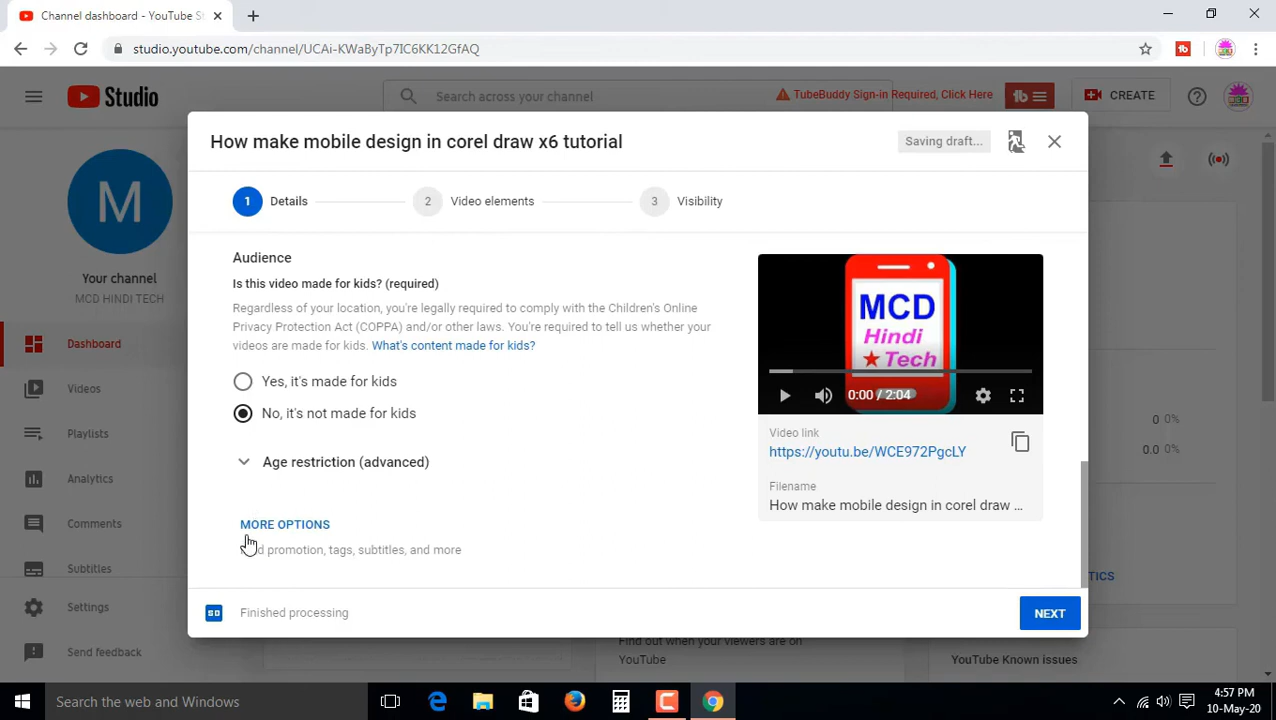 Channel dashboard - YouTube St
studio.youtube.com/channel/UCAi-KWaByTp7IC6KK12GfAQ
Studio
Search across your channel
TubeBuddy Sign-in Required, Click Here
CREATE
How make mobile design in corel draw x6 tutorial
Saving draft...
1 Details
2 Video elements
3 Visibility
M
Your channel
MCD HINDI TECH
Dashboard
Videos
Playlists
Analytics
Comments
Subtitles
Settings
Send feedback
Audience
Is this video made for kids? (required)
Regardless of your location, you're legally required to comply with the Children's Online
Privacy Protection Act (COPPA) and/or other laws. You're required to tell us whether your
videos are made for kids. What's content made for kids?
Yes, it's made for kids
No, it's not made for kids
Age restriction (advanced)
MORE OPTIONS
promotion, tags, subtitles, and more
MCD
Hindi
Tech
0:00 / 2:04
Video link
https://youtu.be/WCE972PgcLY
Filename
How make mobile design in corel draw ...
0 0%
0.0 0%
TICS
SD
Finished processing
NEXT
Find out when your viewers are on
YouTube
YouTube Known issues
Search the web and Windows
4:57 PM
10-May-20